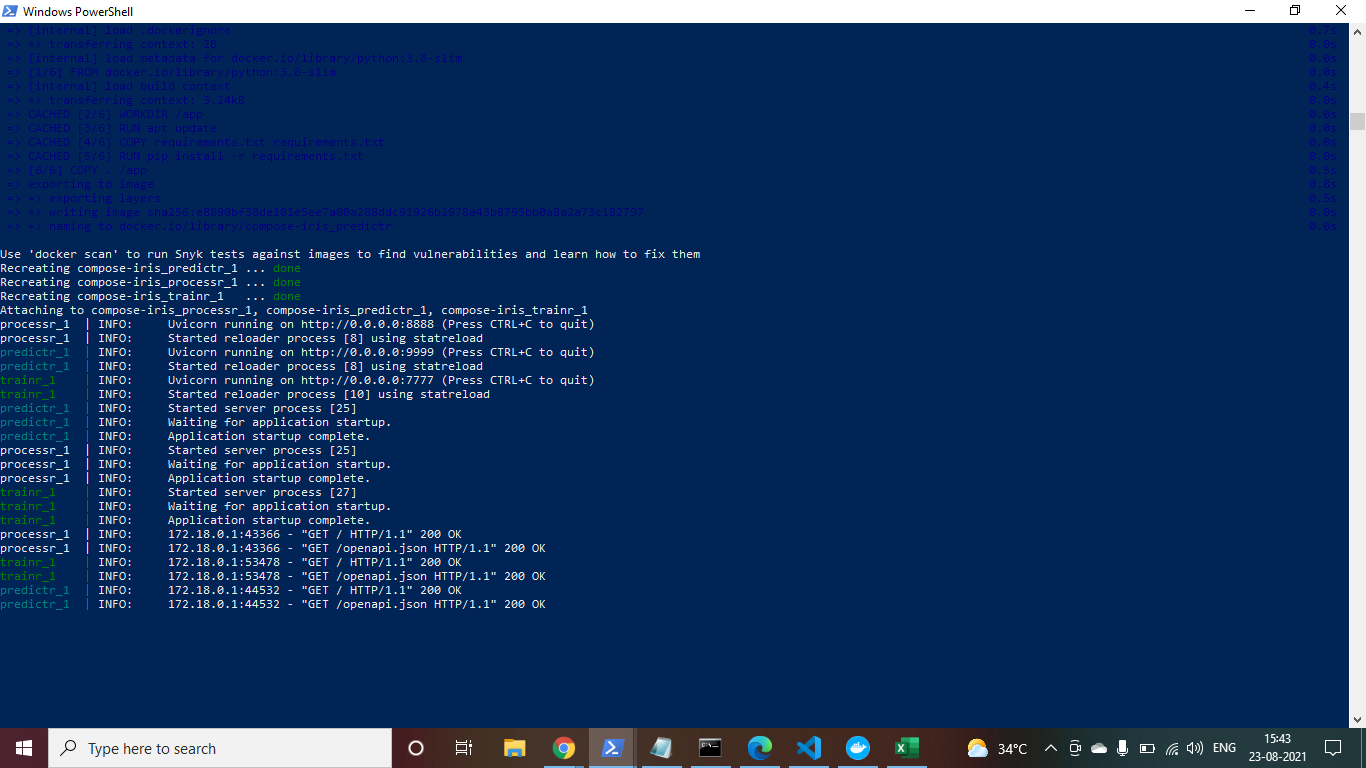 Windows PowerShell
=> [internal] load .dockerignore 0.7s
=> => transferring context: 2B 0.0s
=> [internal] load metadata for docker.io/library/python:3.8-slim 0.0s
=> [1/6] FROM docker.io/library/python:3.8-slim 0.0s
=> [internal] load build context 0.4s
=> => transferring context: 3.24kB 0.0s
=> CACHED [2/6] WORKDIR /app 0.0s
=> CACHED [3/6] RUN apt update 0.0s
=> CACHED [4/6] COPY requirements.txt requirements.txt 0.0s
=> CACHED [5/6] RUN pip install -r requirements.txt 0.0s
=> [6/6] COPY . /app 0.5s
=> exporting to image 0.8s
=> => exporting layers 0.5s
=> => writing image 0.0s
=> => naming to docker.io/library/compose-iris_predictr 0.0s
Use 'docker scan' to run Snyk tests against images to find vulnerabilities and learn how to fix them
Recreating compose-iris_predictr_1 ... done
Recreating compose-iris_processr_1 ... done
Recreating compose-iris_trainr_1 ... done
Attaching to compose-iris_processr_1, compose-iris_predictr_1, compose-iris_trainr_1
processr_1 | INFO: Uvicorn running on http://0.0.0.0:8888 (Press CTRL+C to quit)
processr_1 | INFO: Started reloader process [8] using statreload
predictr_1 | INFO: Uvicorn running on http://0.0.0.0:9999 (Press CTRL+C to quit)
predictr_1 | INFO: Started reloader process [8] using statreload
trainr_1 | INFO: Uvicorn running on http://0.0.0.0:7777 (Press CTRL+C to quit)
trainr_1 | INFO: Started reloader process [10] using statreload
predictr_1 | INFO: Started server process [25]
predictr_1 | INFO: Waiting for application startup.
predictr_1 | INFO: Application startup complete.
processr_1 | INFO: Started server process [25]
processr_1 | INFO: Waiting for application startup.
processr_1 | INFO: Application startup complete.
trainr_1 | INFO: Started server process [27]
trainr_1 | INFO: Waiting for application startup.
trainr_1 | INFO: Application startup complete.
processr_1 | INFO: 172.18.0.1:43366 - "GET / HTTP/1.1" 200 OK
processr_1 | INFO: 172.18.0.1:43366 - "GET /openapi.json HTTP/1.1" 200 OK
trainr_1 | INFO: 172.18.0.1:53478 - "GET / HTTP/1.1" 200 OK
trainr_1 | INFO: 172.18.0.1:53478 - "GET /openapi.json HTTP/1.1" 200 OK
predictr_1 | INFO: 172.18.0.1:44532 - "GET / HTTP/1.1" 200 OK
predictr_1 | INFO: 172.18.0.1:44532 - "GET /openapi.json HTTP/1.1" 200 OK
Type here to search
34°C
ENG
15:43
23-08-2021